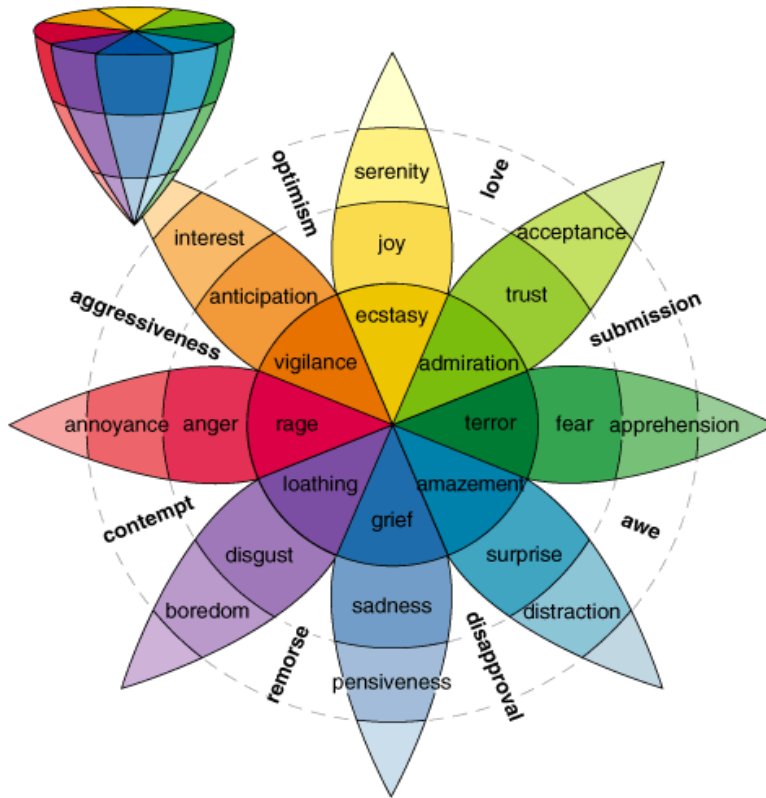 optimism
love
serenity
interest
acceptance
joy
anticipation
trust
aggressiveness
submission
ecstasy
vigilance
admiration
annoyance
anger
rage
terror
fear
apprehension
loathing
amazement
contempt
grief
awe
disgust
surprise
boredom
sadness
distraction
remorse
disapproval
pensiveness